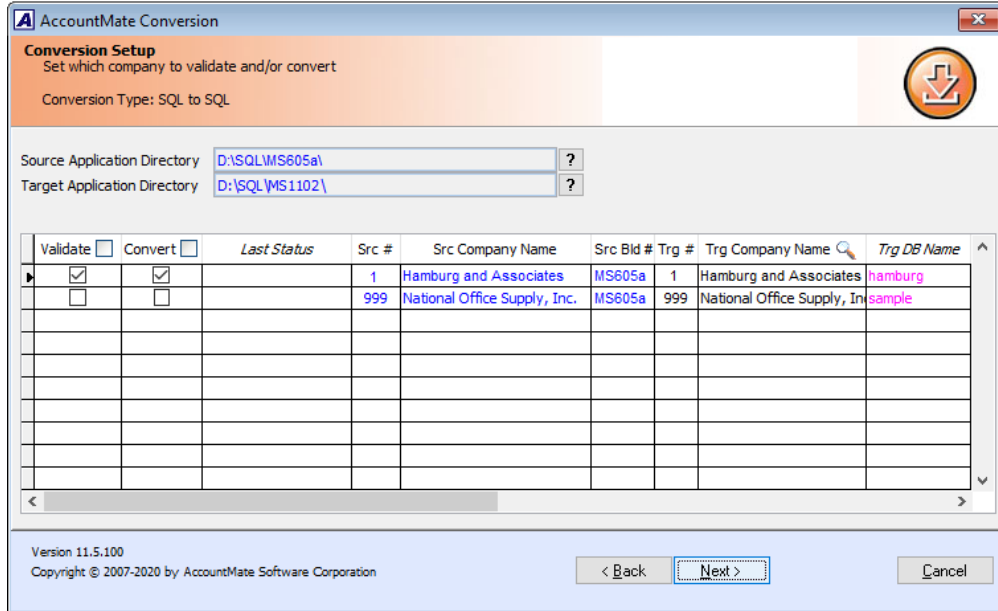 AccountMate Conversion
Conversion Setup
Set which company to validate and/or convert
Conversion Type: SQL to SQL
Source Application Directory D:\SQL\MS605a\ ?
Target Application Directory D:\SQL\MS1102\ ?
Validate Convert Last Status Src # Src Company Name Src Bld # Trg # Trg Company Name Trg DB Name
1 Hamburg and Associates MS605a 1 Hamburg and Associates hamburg
999 National Office Supply, Inc. MS605a 999 National Office Supply, In sample
Version 11.5.100
Copyright © 2007-2020 by AccountMate Software Corporation
< Back Next > Cancel